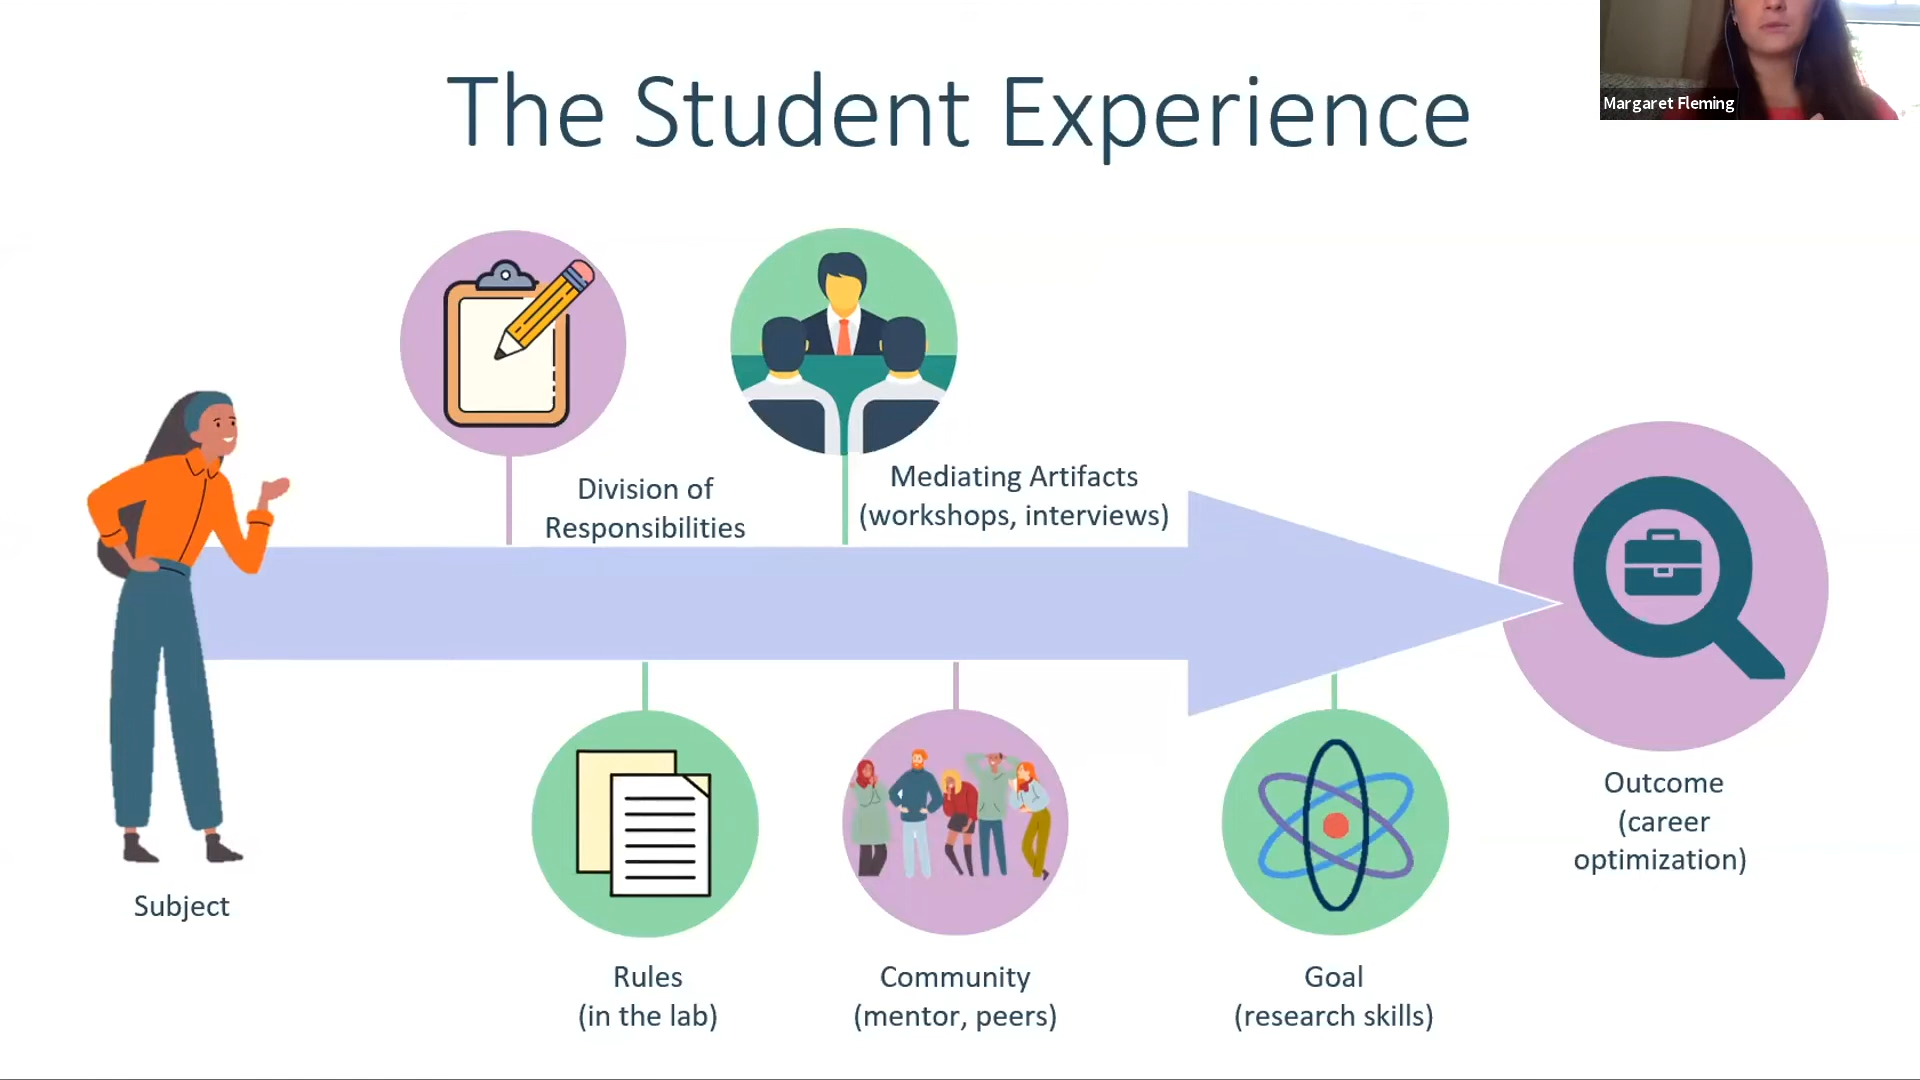 The Student Experience
Margaret Fleming
Division of
Responsibilities
Mediating Artifacts
(workshops, interviews)
Subject
Rules
(in the lab)
Community
(mentor, peers)
Goal
(research skills)
Outcome
(career
optimization)